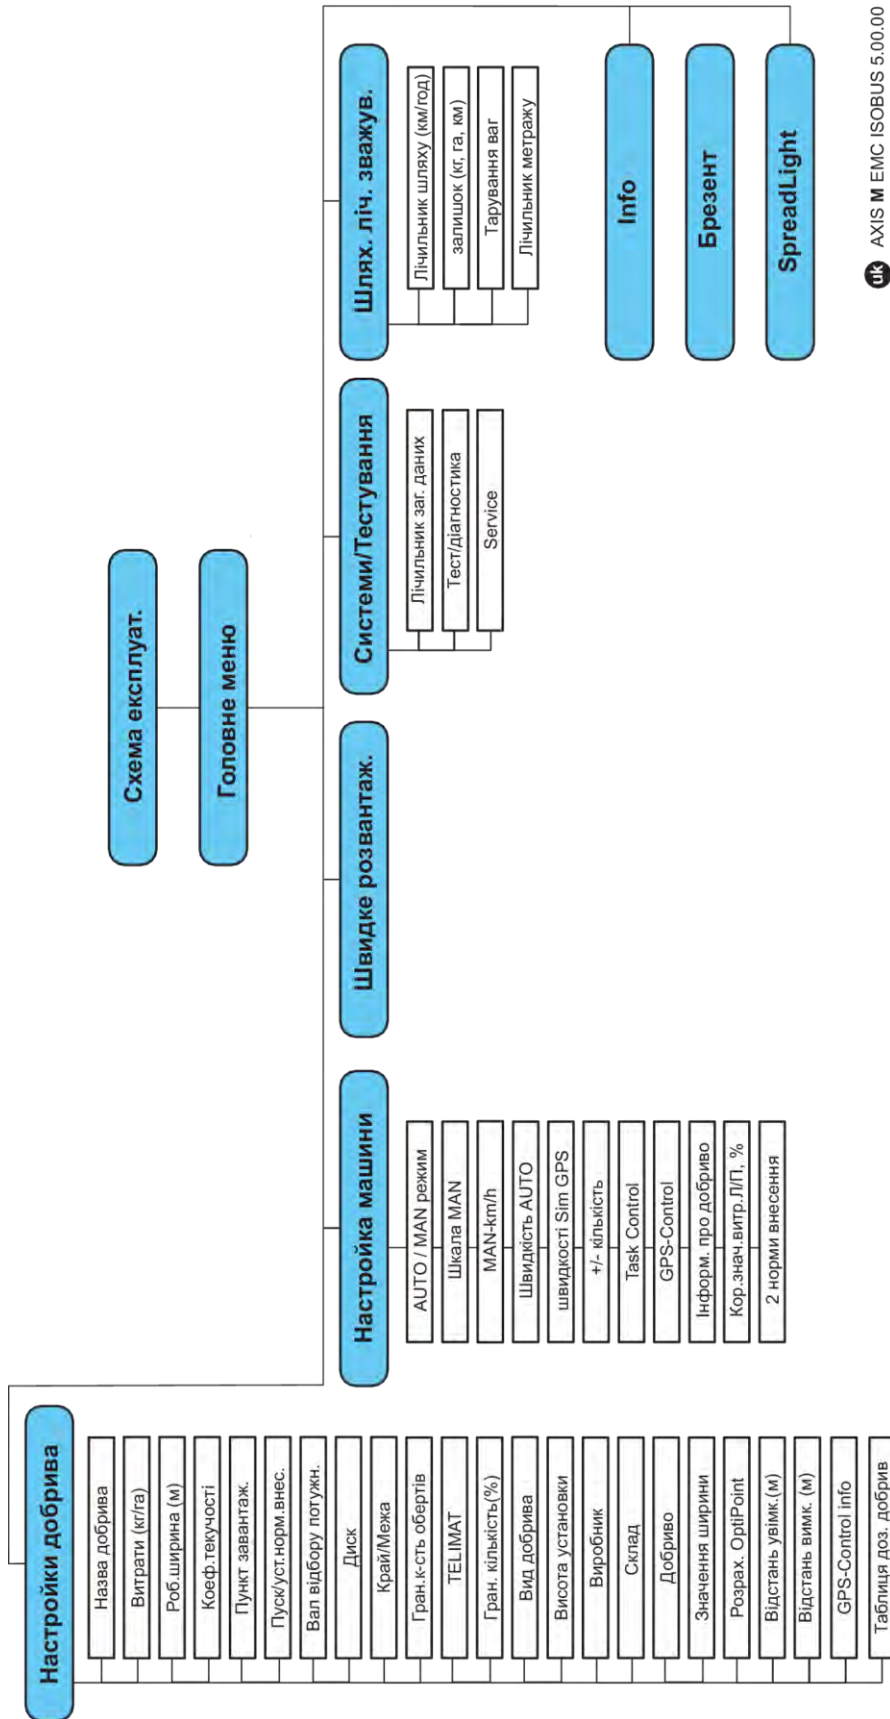 Схема експлуат.
Головне меню
Настройки добрива
Назва добрива
Витрати (кг/га)
Роб.ширина (м)
Коеф.текучості
Пункт завантаж.
Пуск/уст.норм.внес.
Вал відбору потужн.
Диск
Край/Межа
Гран.к-сть обертів
TELIMAT
Гран. кількість(%)
Вид добрива
Висота установки
Виробник
Склад
Добриво
Значення ширини
Розрах. OptiPoint
Відстань увімк.(м)
Відстань вимк. (м)
GPS-Control info
Таблиця доз. добрив
Настройка машини
AUTO / MAN режим
Шкала MAN
MAN-km/h
Швидкість AUTO
швидкості Sim GPS
+/- кількість
Task Control
GPS-Control
Інформ. про добриво
Кор.знач.витр.Л/П, %
2 норми внесення
Швидке розвантаж.
Системи/Тестування
Лічильник заг. даних
Тест/діагностика
Service
Шлях. ліч. зважув.
Лічильник шляху (км/год)
залишок (кг, га, км)
Тарування ваг
Лічильник метражу
Info
Брезент
SpreadLight
uk AXIS M EMC ISOBUS 5.00.00